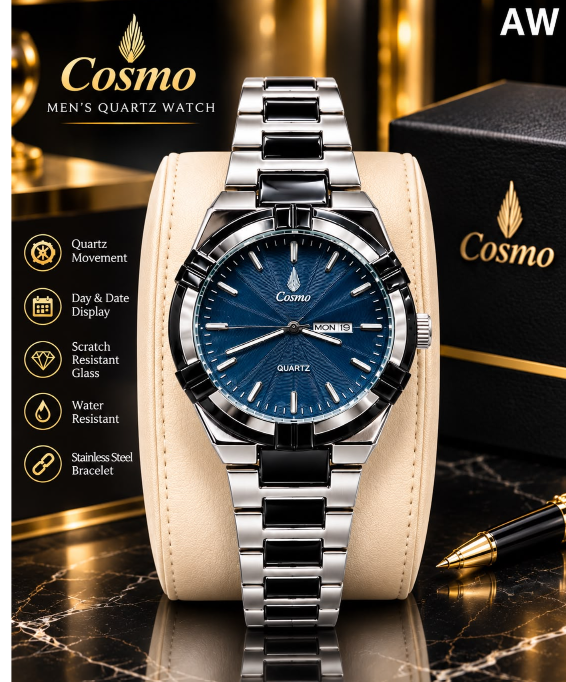 AW
Cosmo
MEN'S QUARTZ WATCH
Quartz
Movement
Day & Date
Display
Scratch
Resistant
Glass
Water
Resistant
Stainless Steel
Bracelet
Cosmo
MON 19
QUARTZ
Cosmo